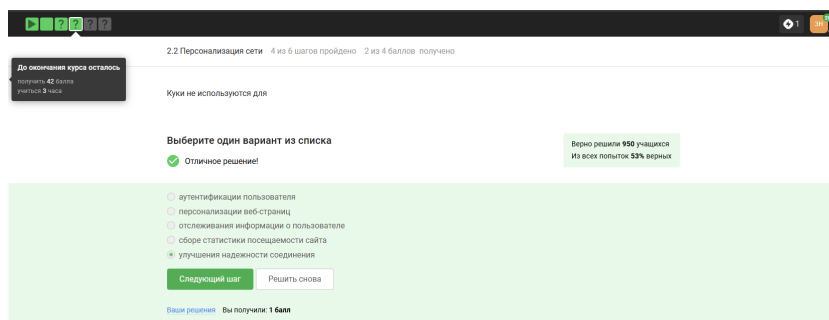 ? ? ? ?
1
ЗН
2.2 Персонализация сети 4 из 6 шагов пройдено 2 из 4 баллов получено
До окончания курса осталось
получить 42 балла
учиться 3 часа
Куки не используются для
Выберите один вариант из списка
Отличное решение!
Верно решили 950 учащихся
Из всех попыток 53% верных
аутентификации пользователя
персонализации веб-страниц
отслеживания информации о пользователе
сборе статистики посещаемости сайта
улучшения надежности соединения
Следующий шаг Решить снова
Ваши решения Вы получили: 1 балл